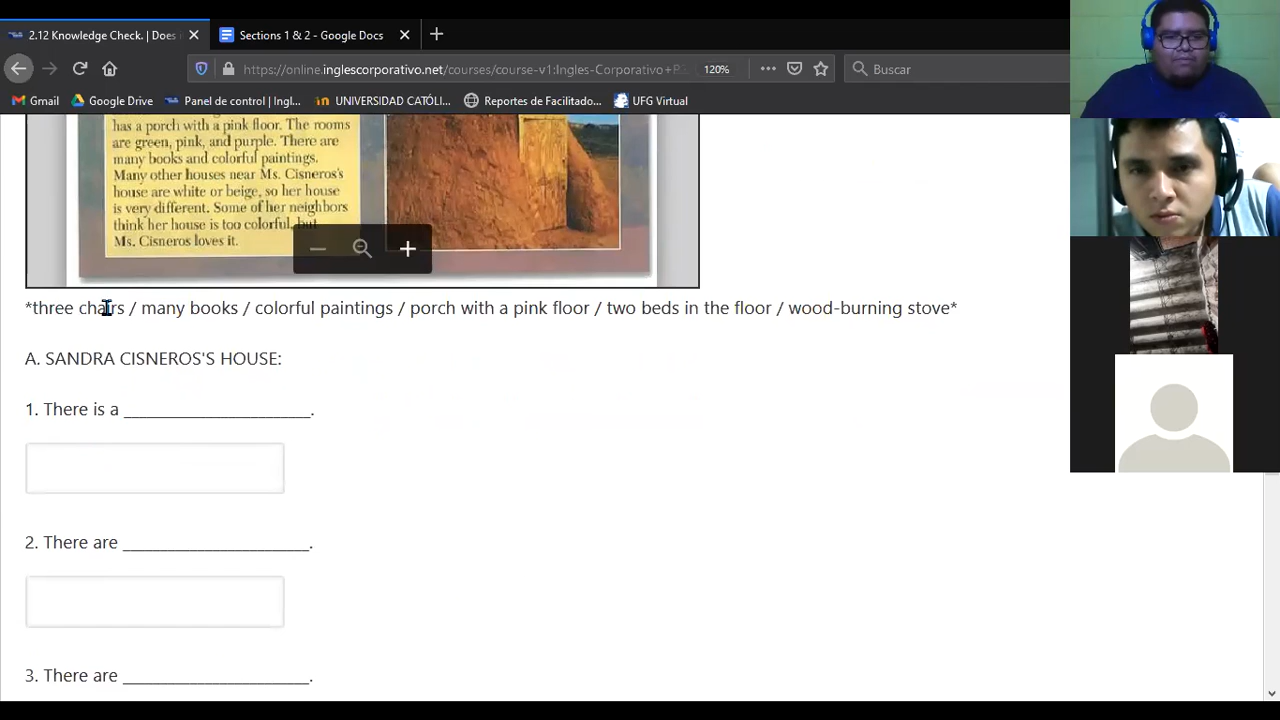 2.12 Knowledge Check. | Does
Sections 1 & 2 - Google Docs
https://online.inglescorporativo.net/courses/course-v1:Ingles-Corporativo+B
120%
Buscar
Gmail
Google Drive
Panel de control | Ingl...
UNIVERSIDAD CATÓLI...
Reportes de Facilitado...
UFG Virtual
has a porch with a pink floor. The rooms
are green, pink, and purple. There are
many books and colorful paintings.
Many other houses near Ms. Cisneros's
house are white or beige, so her house
is very different. Some of her neighbors
think her house is too colorful, but
Ms. Cisneros loves it.
*three chairs / many books / colorful paintings / porch with a pink floor / two beds in the floor / wood-burning stove*
A. SANDRA CISNEROS'S HOUSE:
1. There is a ________________________.
2. There are ________________________.
3. There are ________________________.